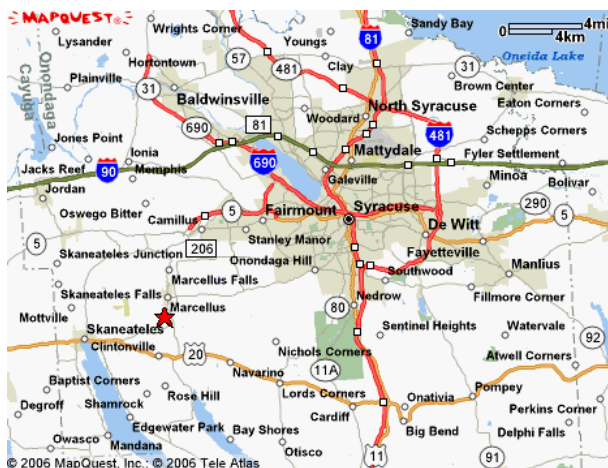 MAPQUEST
Wrights Corner
Sandy Bay
4mi
4km
Lysander
Youngs
81
Oneida Lake
Hortontown
57
Clay
481
31
Plainville
31
Brown Center
Onondaga
Cayuga
Baldwinsville
North Syracuse
Eaton Corners
Woodard
690
81
481
Schepps Corners
Jones Point
Mattydale
Ionia
Fyler Settlement
Jacks Reef
90
690
Memphis
Galeville
Minoa
Jordan
Bolivar
Oswego Bitter
Syracuse
290
Camillus
5
Fairmount
De Witt
5
5
206
Stanley Manor
Fayetteville
Skaneateles Junction
Onondaga Hill
Manlius
Marcellus Falls
Southwood
Skaneateles Falls
Nedrow
Fillmore Corner
Marcellus
80
Mottville
Sentinel Heights
Watervale
Skaneateles
92
Clintonville
20
Nichols Corners
Atwell Corners
11A
Navarino
Baptist Corners
Rose Hill
Lords Corners
Onativia
Pompey
Degroff
Shamrock
Cardiff
Perkins Corner
Edgewater Park
Bay Shores
Big Bend
Delphi Falls
Owasco
Mandana
Otisco
11
91
© 2006 MapQuest, Inc.; © 2006 Tele Atlas